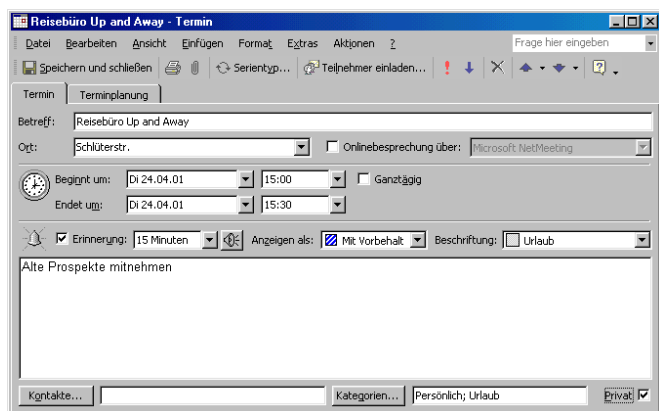 Reisebüro Up and Away - Termin
Datei Bearbeiten Ansicht Einfügen Format Extras Aktionen ? Frage hier eingeben
Speichern und schließen Serientyp... Teilnehmer einladen...
Termin Terminplanung
Betreff: Reisebüro Up and Away
Ort: Schlüterstr. Onlinebesprechung über: Microsoft NetMeeting
Beginnt um: Di 24.04.01 15:00 Ganztägig
Endet um: Di 24.04.01 15:30
Erinnerung: 15 Minuten Anzeigen als: Mit Vorbehalt Beschriftung: Urlaub
Alte Prospekte mitnehmen
Kontakte... Kategorien... Persönlich; Urlaub Privat